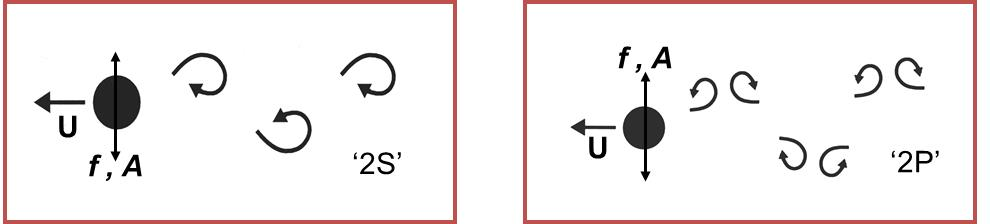 U
f , A
‘2S’
f , A
U
‘2P’